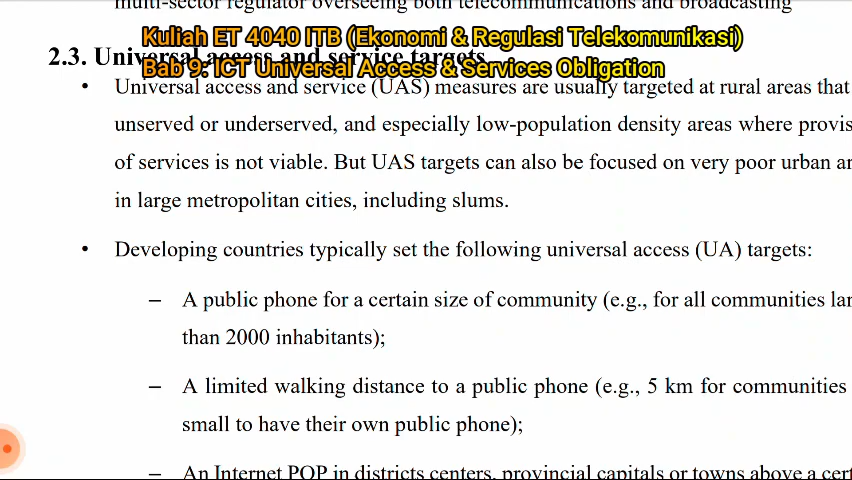 multi-sector regulator overseeing both telecommunications and broadcasting
Kuliah ET 4040 ITB (Ekonomi & Regulasi Telekomunikasi)
2.3. Universal access and service targets
Bab 9: ICT Universal Access & Services Obligation
• Universal access and service (UAS) measures are usually targeted at rural areas that
unserved or underserved, and especially low-population density areas where
of services is not viable. But UAS targets can also be focused on very poor urban
in large metropolitan cities, including slums.
• Developing countries typically set the following universal access (UA) targets:
– A public phone for a certain size of community (e.g., for all communities
than 2000 inhabitants);
– A limited walking distance to a public phone (e.g., 5 km for communities
small to have their own public phone);
– An Internet POP in districts centers, provincial capitals or towns above a